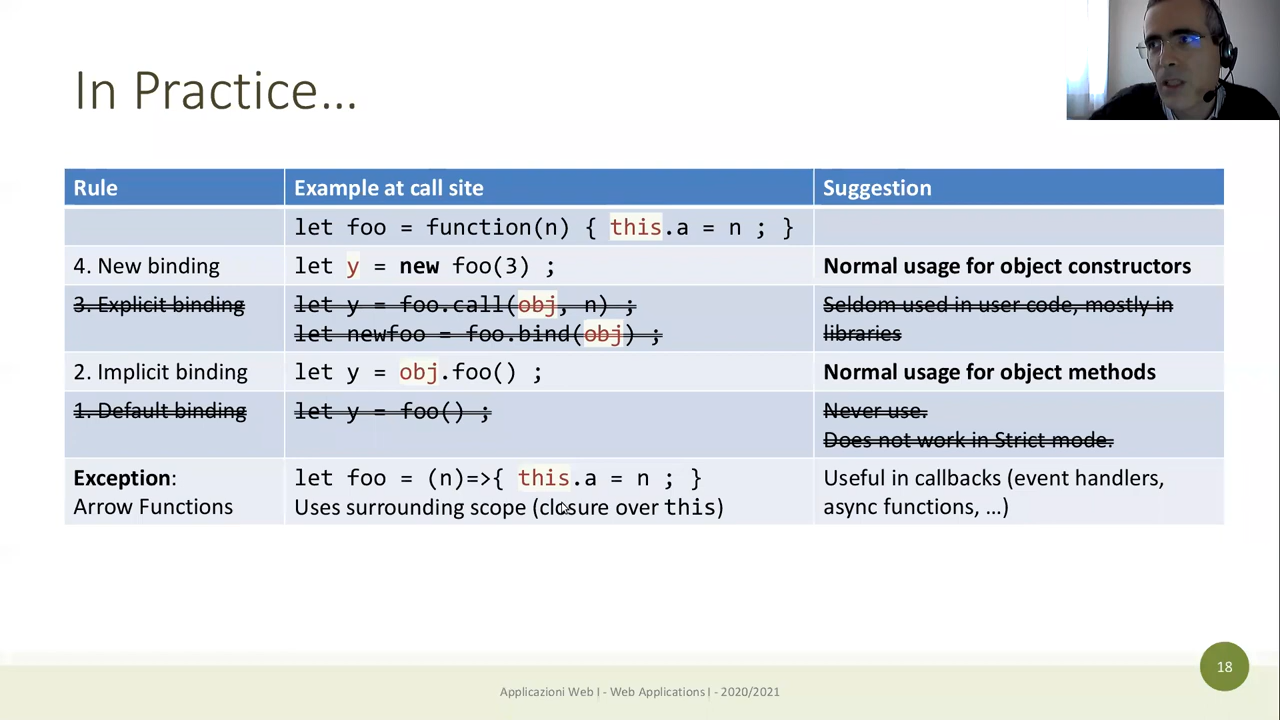 In Practice…
Rule Example at call site Suggestion
let foo = function(n) { this.a = n ; }
4. New binding let y = new foo(3) ; Normal usage for object constructors
3. Explicit binding let y = foo.call(obj, n) ; Seldom used in user code, mostly in
let newfoo = foo.bind(obj) ; libraries
2. Implicit binding let y = obj.foo() ; Normal usage for object methods
1. Default binding let y = foo() ; Never use.
Does not work in Strict mode.
Exception: let foo = (n)=>{ this.a = n ; } Useful in callbacks (event handlers,
Arrow Functions Uses surrounding scope (closure over this) async functions, …)
Applicazioni Web I - Web Applications I - 2020/2021
18